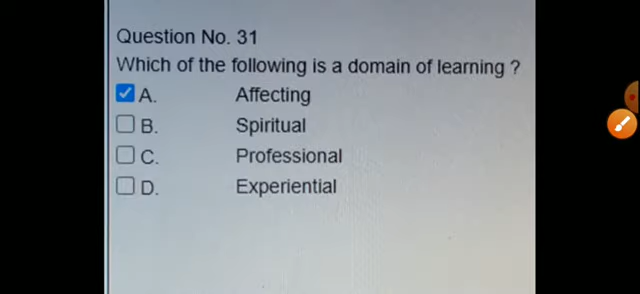 Question No. 31
Which of the following is a domain of learning ?
A. Affecting
B. Spiritual
C. Professional
D. Experiential